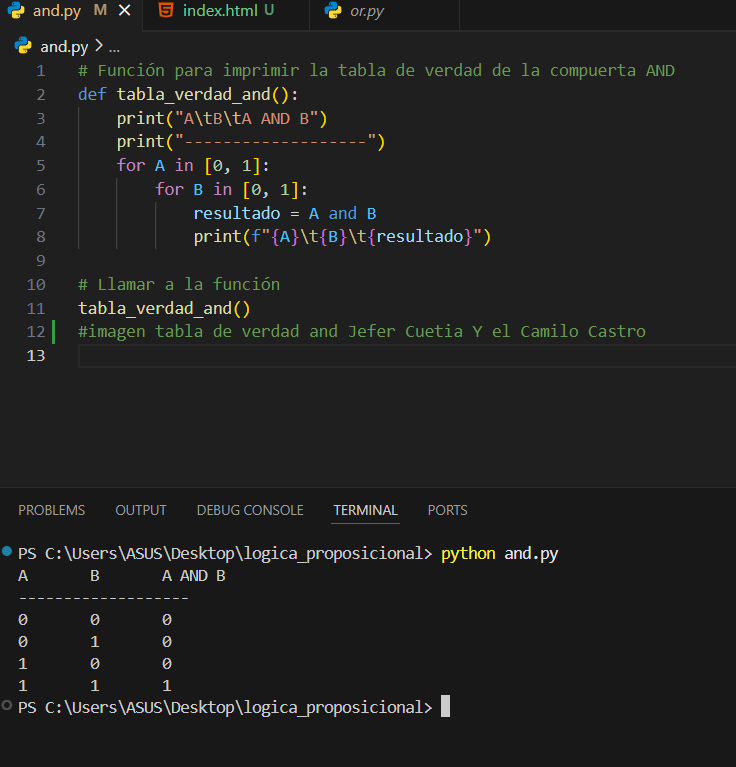 and.py M index.html U or.py
and.py > ...
1 # Función para imprimir la tabla de verdad de la compuerta AND
2 def tabla_verdad_and():
3     print("A\tB\tA AND B")
4     print("-------------------")
5     for A in [0, 1]:
6         for B in [0, 1]:
7             resultado = A and B
8             print(f"{A}\t{B}\t{resultado}")
9
10 # Llamar a la función
11 tabla_verdad_and()
12 #imagen tabla de verdad and Jefer Cuetia Y el Camilo Castro
13
PROBLEMS OUTPUT DEBUG CONSOLE TERMINAL PORTS
PS C:\Users\ASUS\Desktop\logica_proposicional> python and.py
A       B       A AND B
-------------------
0       0       0
0       1       0
1       0       0
1       1       1
PS C:\Users\ASUS\Desktop\logica_proposicional>